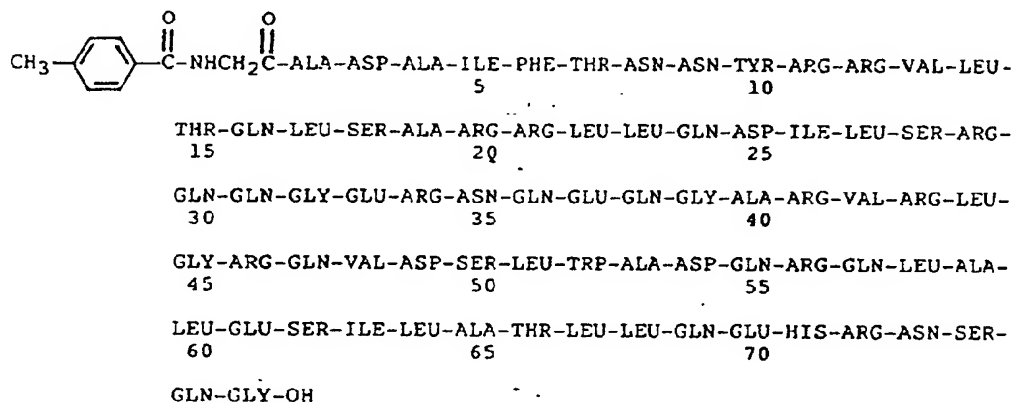 O O
CH3-C-NHCH2C-ALA-ASP-ALA-ILE-PHE-THR-ASN-ASN-TYR-ARG-ARG-VAL-LEU-
5 10
THR-GLN-LEU-SER-ALA-ARG-ARG-LEU-LEU-GLN-ASP-ILE-LEU-SER-ARG-
15 20 25
GLN-GLN-GLY-GLU-ARG-ASN-GLN-GLU-GLN-GLY-ALA-ARG-VAL-ARG-LEU-
30 35 40
GLY-ARG-GLN-VAL-ASP-SER-LEU-TRP-ALA-ASP-GLN-ARG-GLN-LEU-ALA-
45 50 55
LEU-GLU-SER-ILE-LEU-ALA-THR-LEU-LEU-GLN-GLU-HIS-ARG-ASN-SER-
60 65 70
GLN-GLY-OH